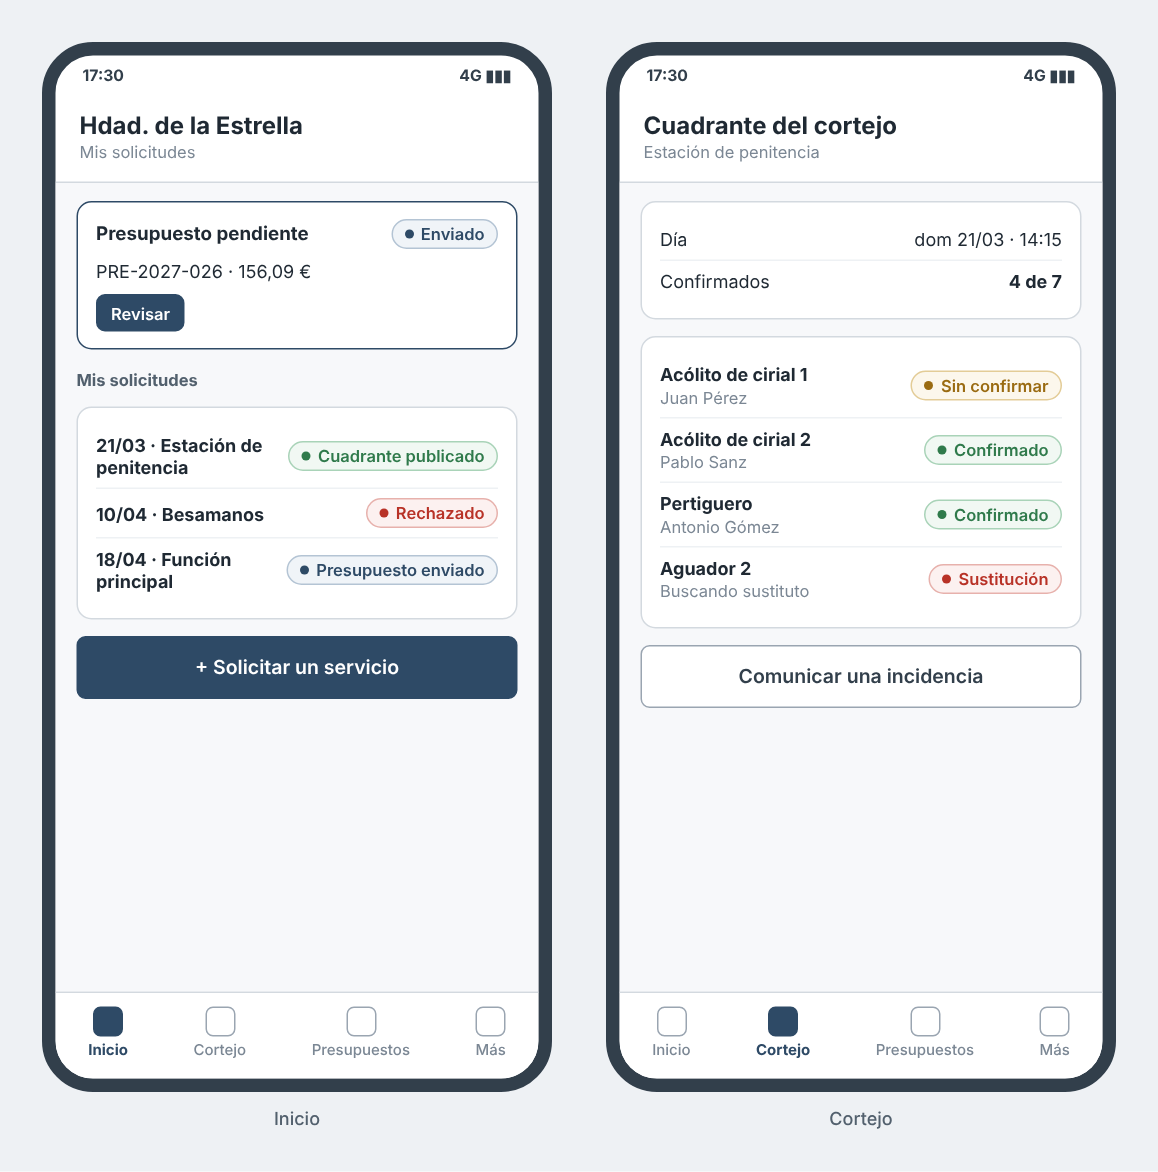 17:30
4G
Hdad. de la Estrella
Mis solicitudes
Presupuesto pendiente
Enviado
PRE-2027-026 · 156,09 €
Revisar
Mis solicitudes
21/03 · Estación de
penitencia
Cuadrante publicado
10/04 · Besamanos
Rechazado
18/04 · Función
principal
Presupuesto enviado
+ Solicitar un servicio
Inicio
Cortejo
Presupuestos
Más
Inicio
17:30
4G
Cuadrante del cortejo
Estación de penitencia
Día
dom 21/03 · 14:15
Confirmados
4 de 7
Acólito de cirial 1
Juan Pérez
Sin confirmar
Acólito de cirial 2
Pablo Sanz
Confirmado
Pertiguero
Antonio Gómez
Confirmado
Aguador 2
Buscando sustituto
Sustitución
Comunicar una incidencia
Inicio
Cortejo
Presupuestos
Más
Cortejo